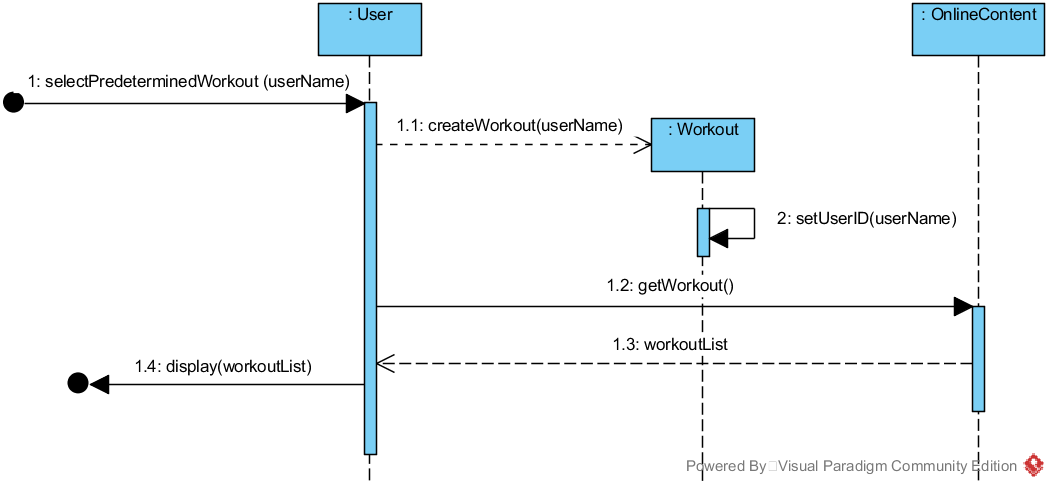 : User
: OnlineContent
1: selectPredeterminedWorkout (userName)
1.1: createWorkout(userName)
: Workout
2: setUserID(userName)
1.2: getWorkout()
1.3: workoutList
1.4: display(workoutList)
Powered By Visual Paradigm Community Edition